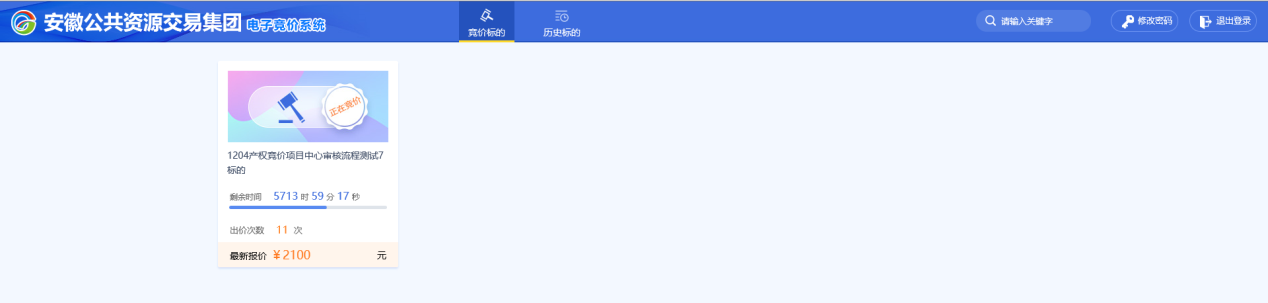 安徽公共资源交易集团 电子竞价系统
竞价标的
历史标的
请输入关键字
修改密码
退出登录
正在竞价
1204产权竞价项目中心审核流程测试7
标的
剩余时间 5713 时 59 分 17 秒
出价次数 11 次
最新报价 ¥2100 元